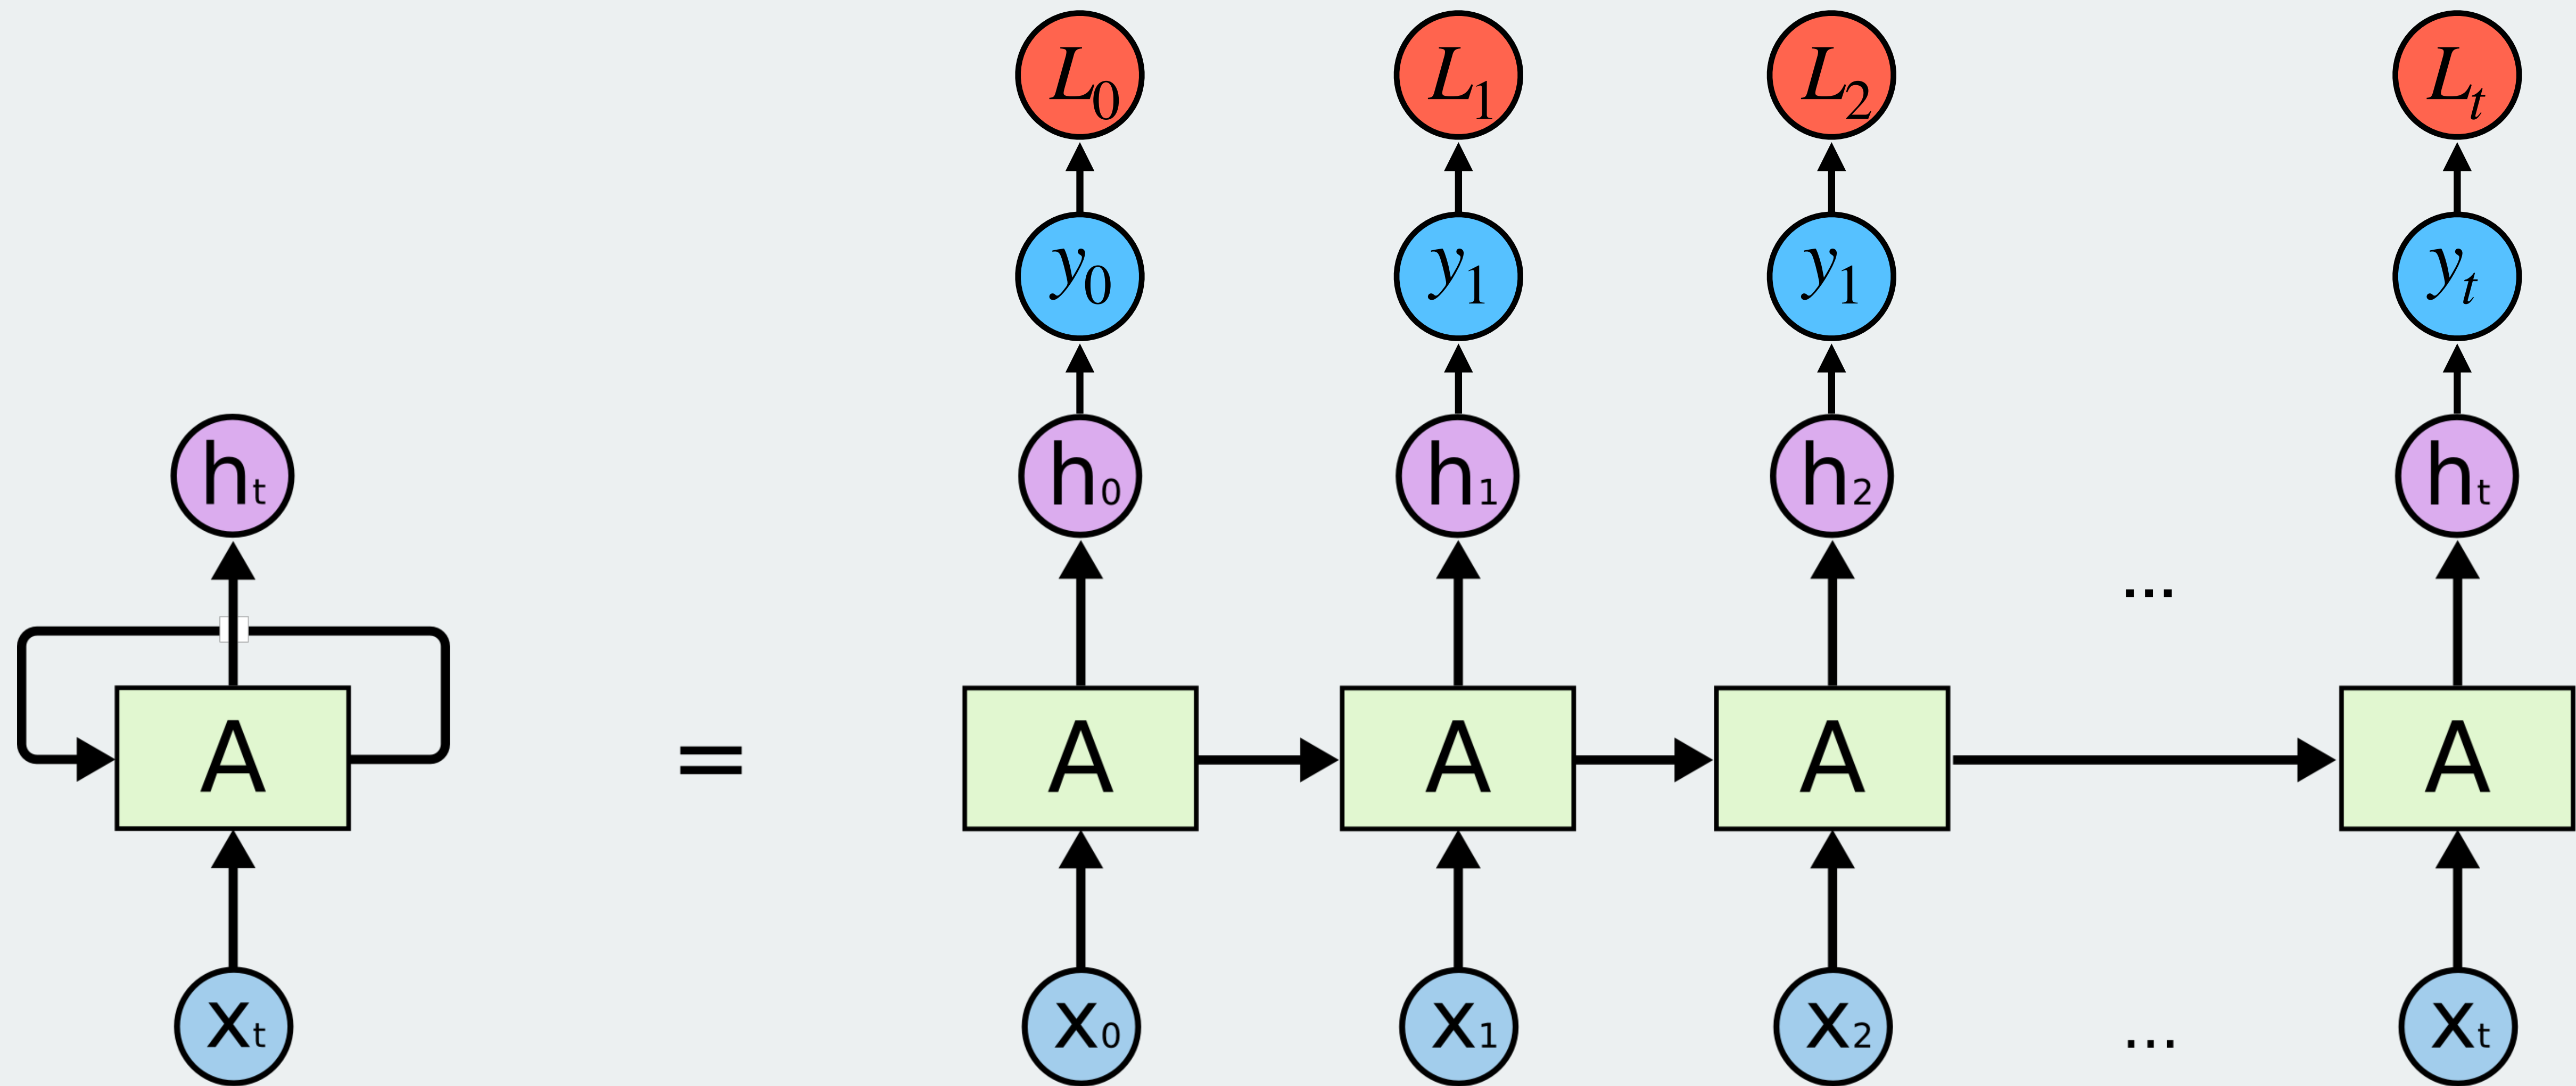 L0 L1 L2 Lt
y0 y1 y1 yt
ht h0 h1 h2 ht
...
A = A A A A
xt x0 x1 x2 ... xt